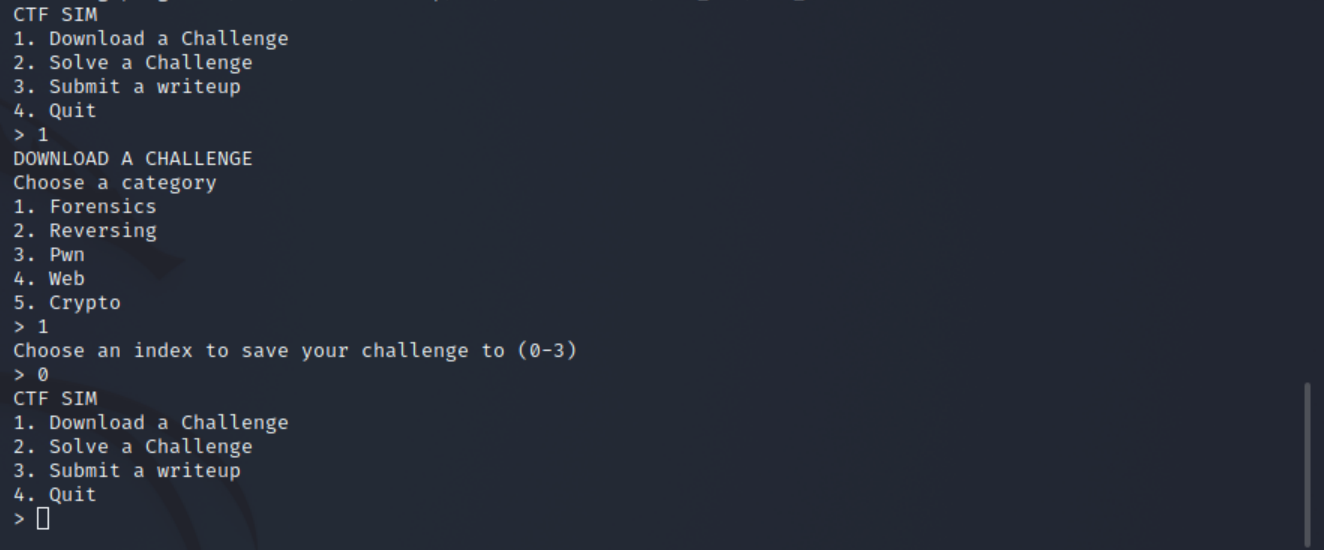 CTF SIM
1. Download a Challenge
2. Solve a Challenge
3. Submit a writeup
4. Quit
> 1
DOWNLOAD A CHALLENGE
Choose a category
1. Forensics
2. Reversing
3. Pwn
4. Web
5. Crypto
> 1
Choose an index to save your challenge to (0-3)
> 0
CTF SIM
1. Download a Challenge
2. Solve a Challenge
3. Submit a writeup
4. Quit
>